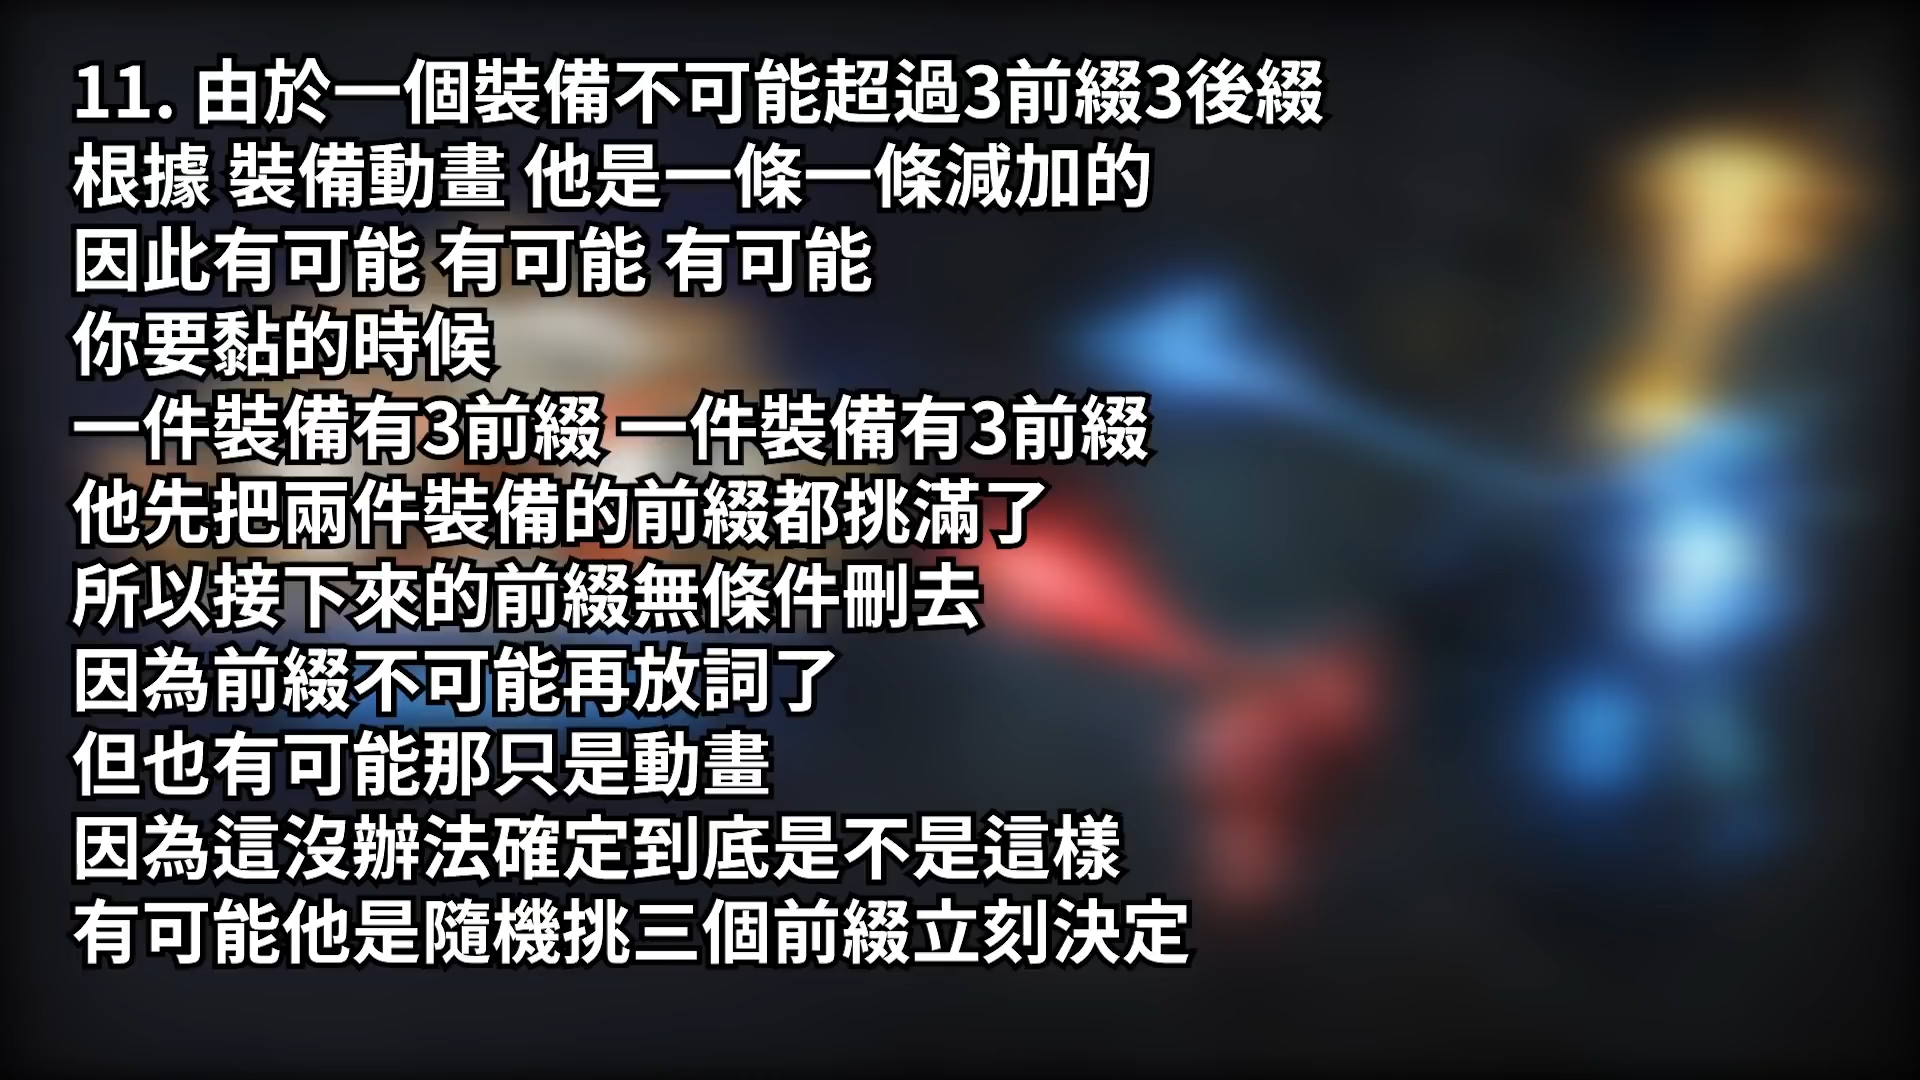 11. 由於一個裝備不可能超過3前綴3後綴
根據 裝備動畫 他是一條一條減加的
因此有可能 有可能 有可能
你要黏的時候
一件裝備有3前綴 一件裝備有3前綴
他先把兩件裝備的前綴都挑滿了
所以接下來的前綴無條件刪去
因為前綴不可能再放詞了
但也有可能那只是動畫
因為這沒辦法確定到底是不是這樣
有可能他是隨機挑三個前綴立刻決定